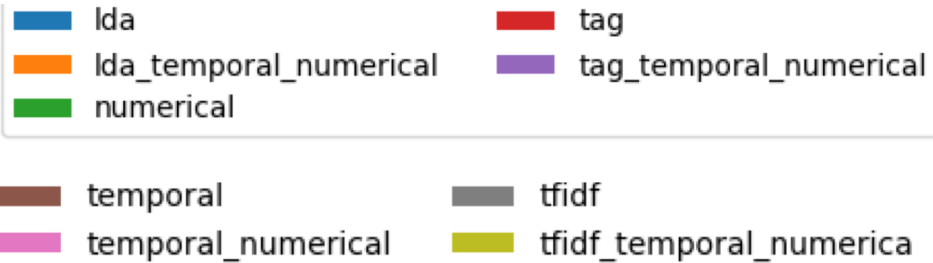 lda tag
lda_temporal_numerical tag_temporal_numerical
numerical
temporal tfidf
temporal_numerical tfidf_temporal_numerica